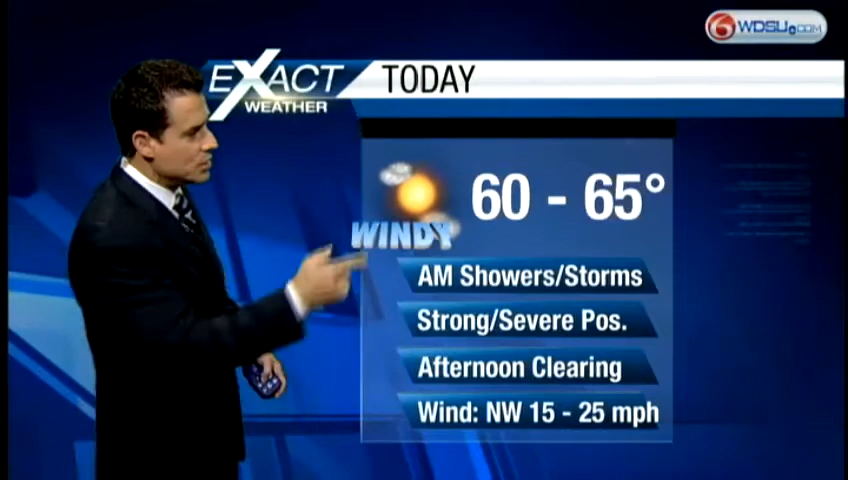 6 WDSU.COM
EXACT
WEATHER
TODAY
60 - 65°
WINDY
AM Showers/Storms
Strong/Severe Pos.
Afternoon Clearing
Wind: NW 15 - 25 mph